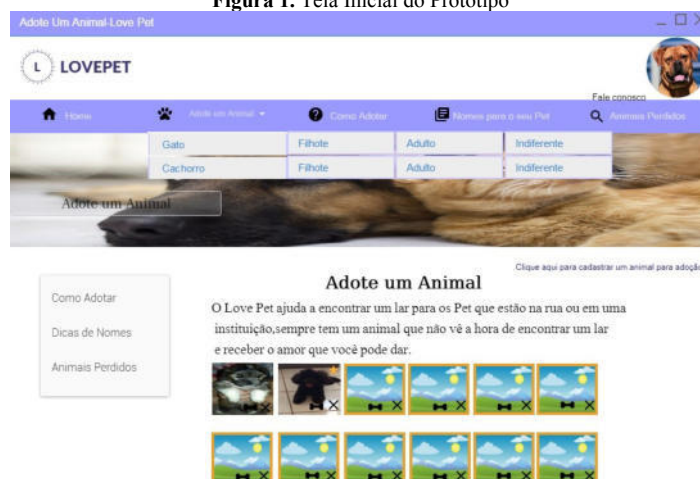 Figura 1. Tela Inicial do Protótipo
Adote Um Animal-Love Pet
L LOVEPET
Fale conosco
Home Adote um Animal Como Adotar Nomes para o seu Pet Animais Perdidos
Gato Filhote Adulto Indiferente
Cachorro Filhote Adulto Indiferente
Adote um Animal
Clique aqui para cadastrar um animal para adoção
Adote um Animal
Como Adotar
Dicas de Nomes
Animais Perdidos
O Love Pet ajuda a encontrar um lar para os Pet que estão na rua ou em uma
instituição,sempre tem um animal que não vê a hora de encontrar um lar
e receber o amor que você pode dar.